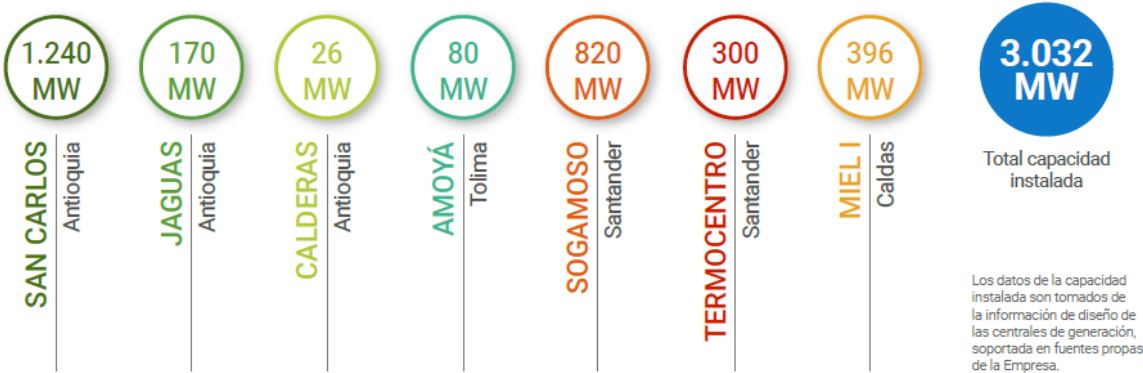 1.240
MW
SAN CARLOS
Antioquia
170
MW
JAGUAS
Antioquia
26
MW
CALDERAS
Antioquia
80
MW
AMOYÁ
Tolima
820
MW
SOGAMOSO
Santander
300
MW
TERMOCENTRO
Santander
396
MW
MIEL I
Caldas
3.032
MW
Total capacidad
instalada
Los datos de la capacidad
instalada son tomados de
la información de diseño de
las centrales de generación,
soportada en fuentes propas
de la Empresa.